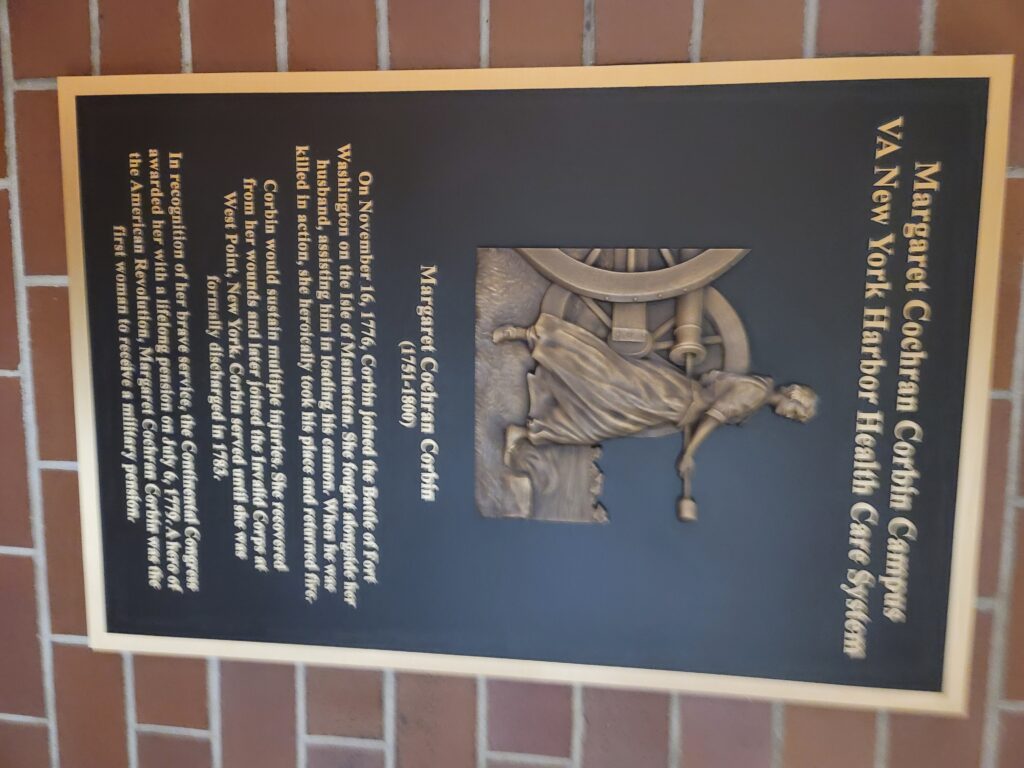 Margaret Cochran Corbin Campus
VA New York Harbor Health Care System
Margaret Cochran Corbin
(1751-1800)
On November 16, 1776, Corbin joined the Battle of Fort
Washington on the isle of Manhattan. She fought alongside her
husband, assisting him in loading his cannon. When he was
killed in action, she heroically took his place and returned fire.
Corbin would sustain multiple injuries. She recovered
from her wounds and later joined the Invalid Corps at
West Point, New York. Corbin served until she was
formally discharged in 1783.
In recognition of her brave service, the Continental Congress
awarded her with a lifelong pension on July 6, 1779. A hero of
the American Revolution, Margaret Cochran Corbin was the
first woman to receive a military pension.